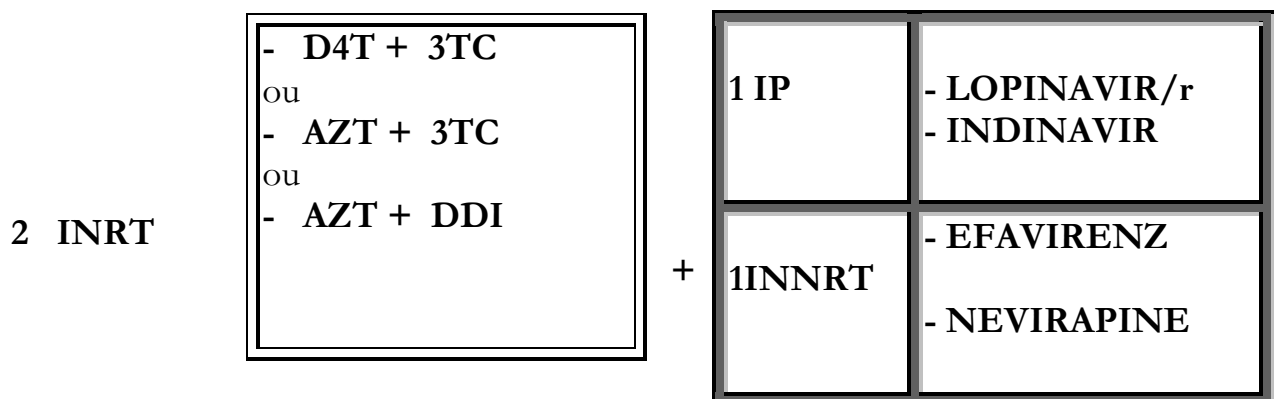 2 INRT
- D4T + 3TC
ou
- AZT + 3TC
ou
- AZT + DDI
+
1 IP
- LOPINAVIR/r
- INDINAVIR
1INNRT
- EFAVIRENZ
- NEVIRAPINE